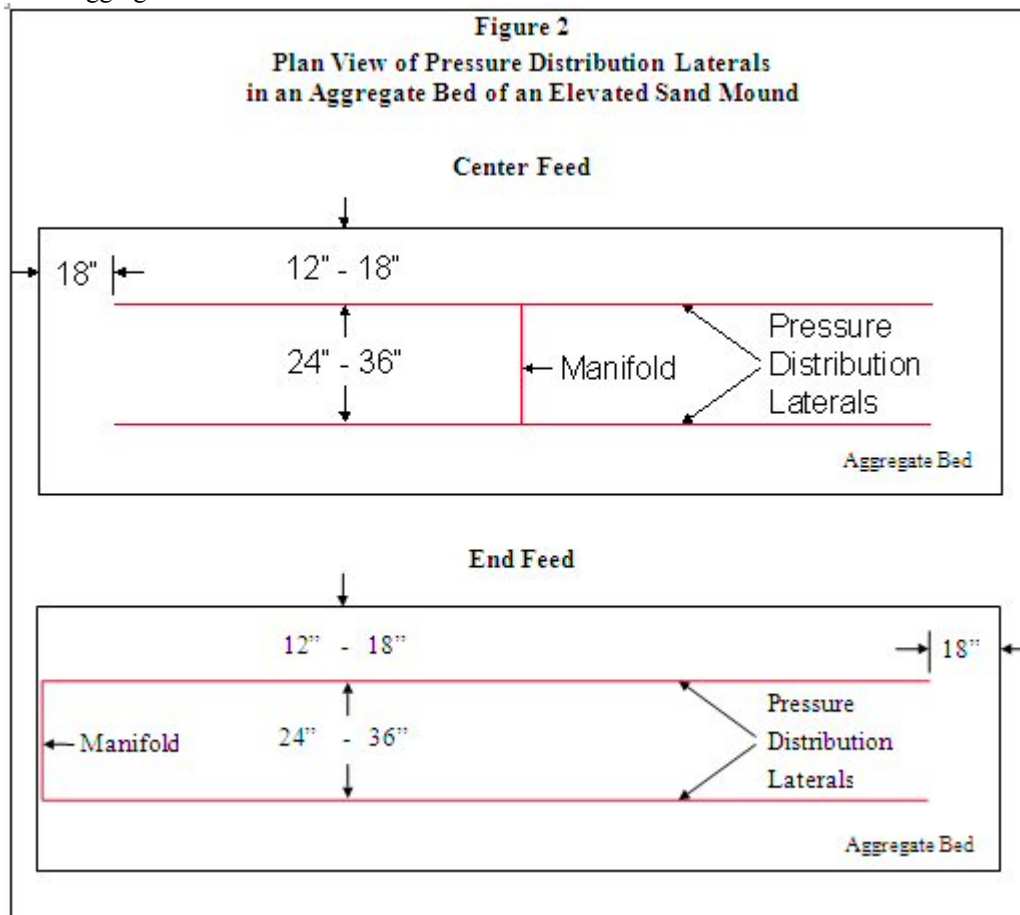 Figure 2
Plan View of Pressure Distribution Laterals
in an Aggregate Bed of an Elevated Sand Mound
Center Feed
18"
12" - 18"
24" - 36"
Manifold
Pressure
Distribution
Laterals
Aggregate Bed
End Feed
12” - 18”
18”
Manifold
24” - 36”
Pressure
Distribution
Laterals
Aggregate Bed